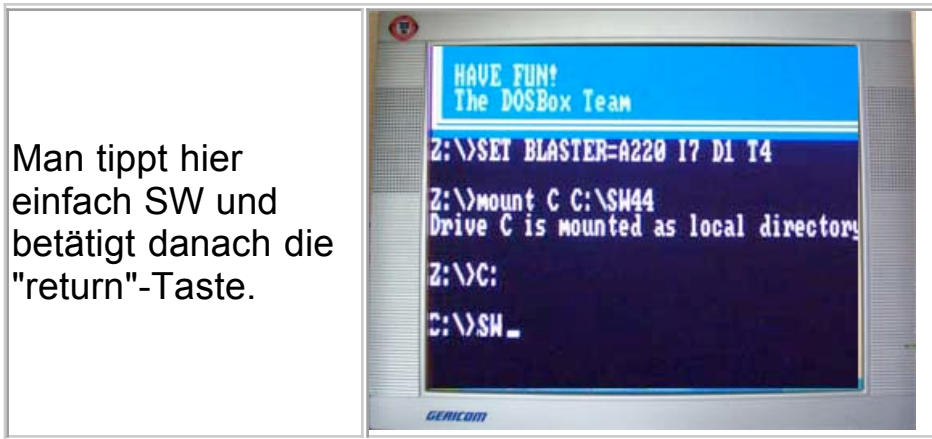 Man tippt hier
einfach SW und
betätigt danach die
"return"-Taste.
HAVE FUN!
The DOSBox Team
Z:\>SET BLASTER=A220 I7 D1 T4
Z:\>mount C C:\SW44
Drive C is mounted as local directory
Z:\>C:
C:\>SW_
GERICOM